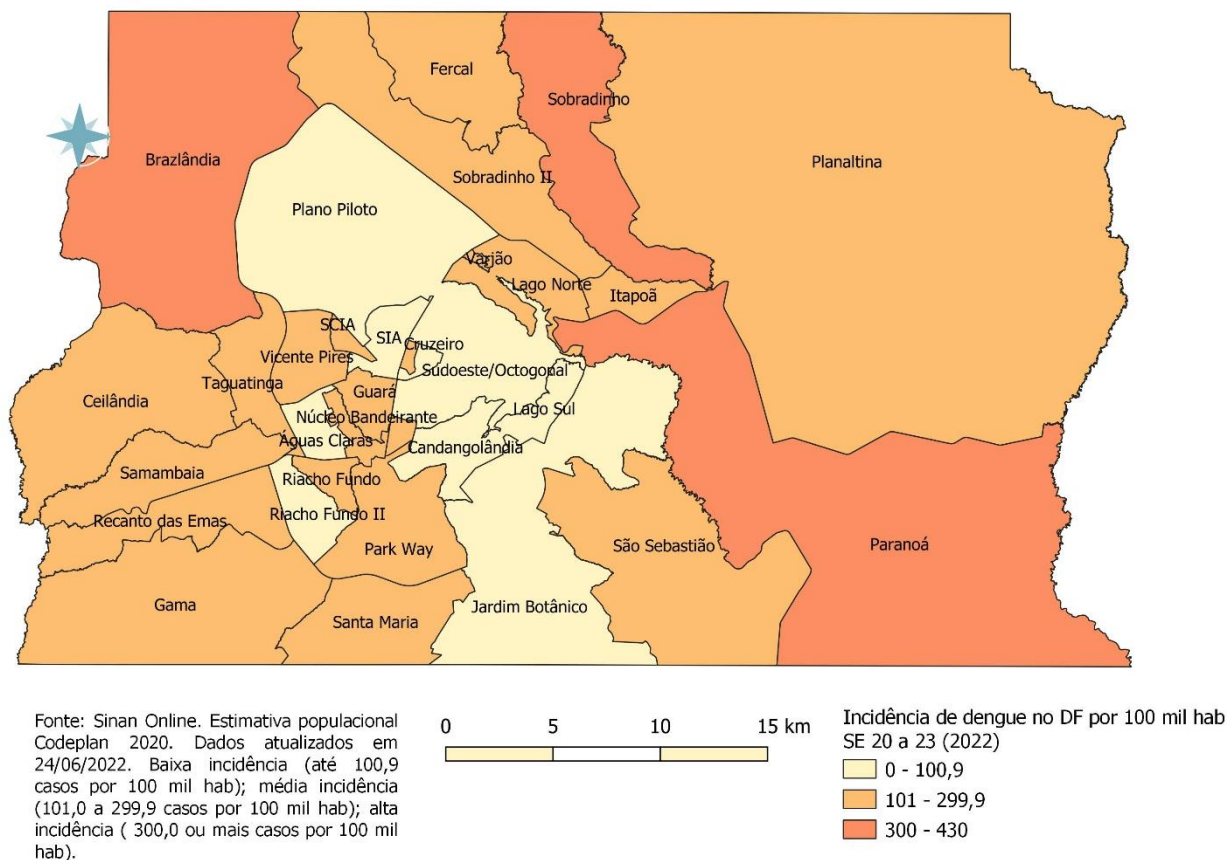 Fercal
Sobradinho
Brazlândia
Planaltina
Sobradinho II
Plano Piloto
Varjão
Lago Norte
Itapoã
SCIA
SIA
Cruzeiro
Vicente Pires
Sudoeste/Octogonal
Taguatinga
Guará
Ceilândia
Núcleo Bandeirante
Lago Sul
Águas Claras
Candangolândia
Samambaia
Riacho Fundo
Recanto das Emas
Riacho Fundo II
Park Way
São Sebastião
Paranoá
Gama
Santa Maria
Jardim Botânico
Fonte: Sinan Online. Estimativa populacional
Codeplan 2020. Dados atualizados em
24/06/2022. Baixa incidência (até 100,9
casos por 100 mil hab); média incidência
(101,0 a 299,9 casos por 100 mil hab); alta
incidência ( 300,0 ou mais casos por 100 mil
hab).
0 5 10 15 km
Incidência de dengue no DF por 100 mil hab
SE 20 a 23 (2022)
0 - 100,9
101 - 299,9
300 - 430